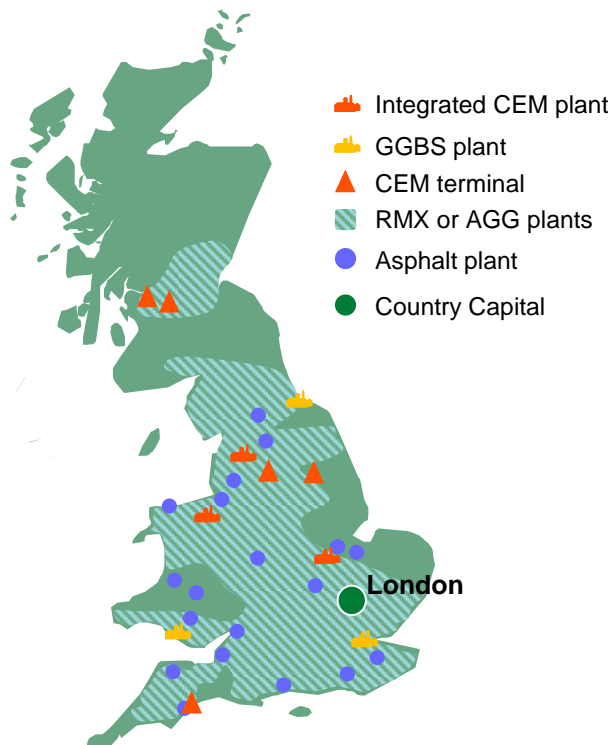 Integrated CEM plant
GGBS plant
CEM terminal
RMX or AGG plants
Asphalt plant
Country Capital
London